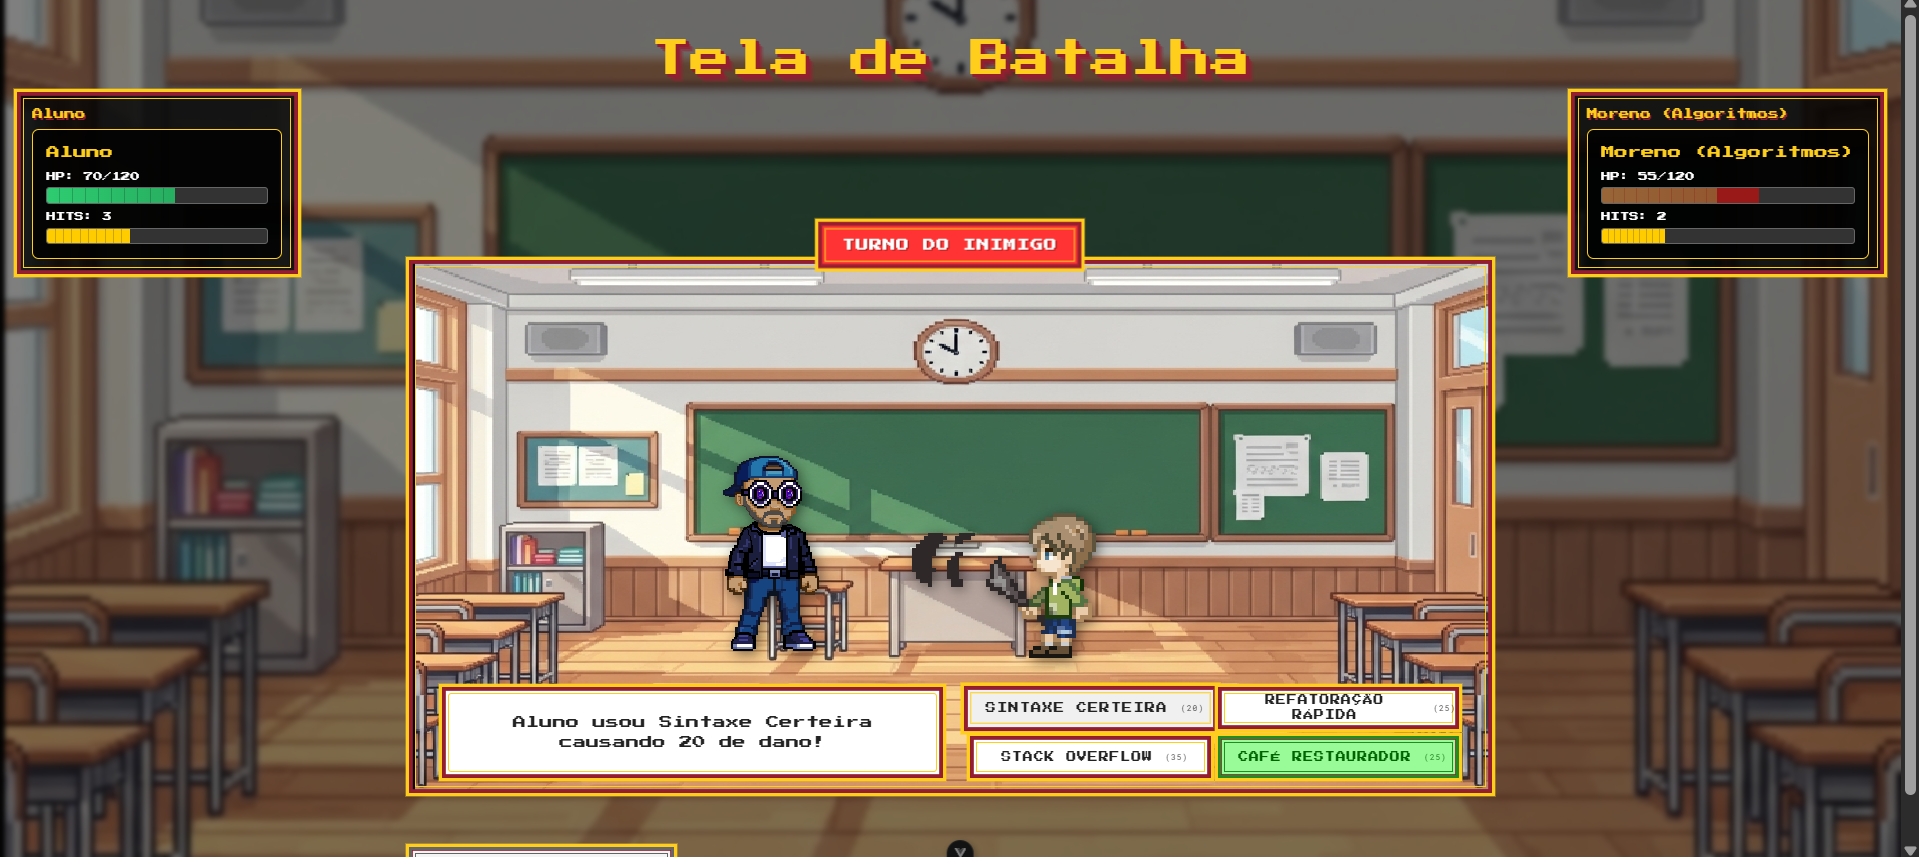 Tela de Batalha
Aluno
Aluno
HP: 70/120
HITS: 3
Moreno (Algoritmos)
Moreno (Algoritmos)
HP: 55/120
HITS: 2
TURNO DO INIMIGO
Aluno usou Sintaxe Certeira
causando 20 de dano!
SINTAXE CERTEIRA (20)
REFATORAÇÃO
RÁPIDA (25)
STACK OVERFLOW (35)
CAFÉ RESTAURADOR (25)